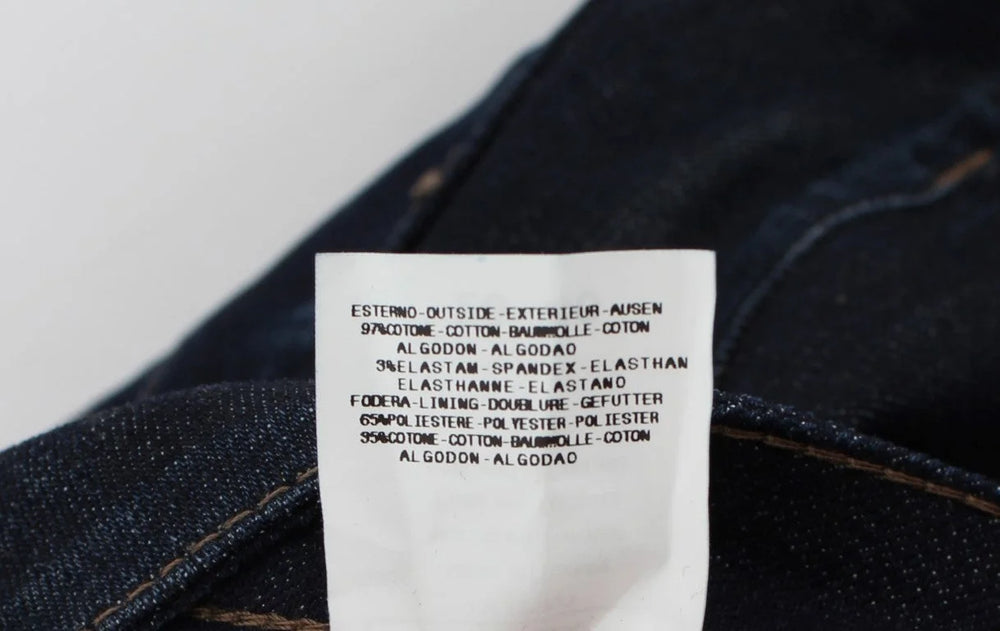 ESTERNO-OUTSIDE-EXTERIEUR-AUSEN
97%COTONE-COTTON-BAUMWOLLE-COTON
ALGODON-ALGODAO
3%ELASTAM-SPANDEX-ELASTHAN
ELASTHANNE-ELASTANO
FODERA-LINING-DOUBLURE-GEFUTTER
65%POLIESTERE-POLYESTER-POLIESTER
35%COTONE-COTTON-BAUMWOLLE-COTON
ALGODON-ALGODAO